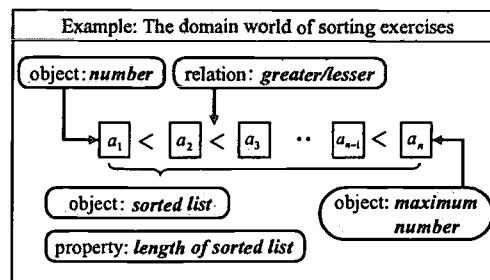 Example: The domain world of sorting exercises
object: number
relation: greater/lesser
a1 < a2 < a3 ·· an-1 < an
object: sorted list
object: maximum
number
property: length of sorted list